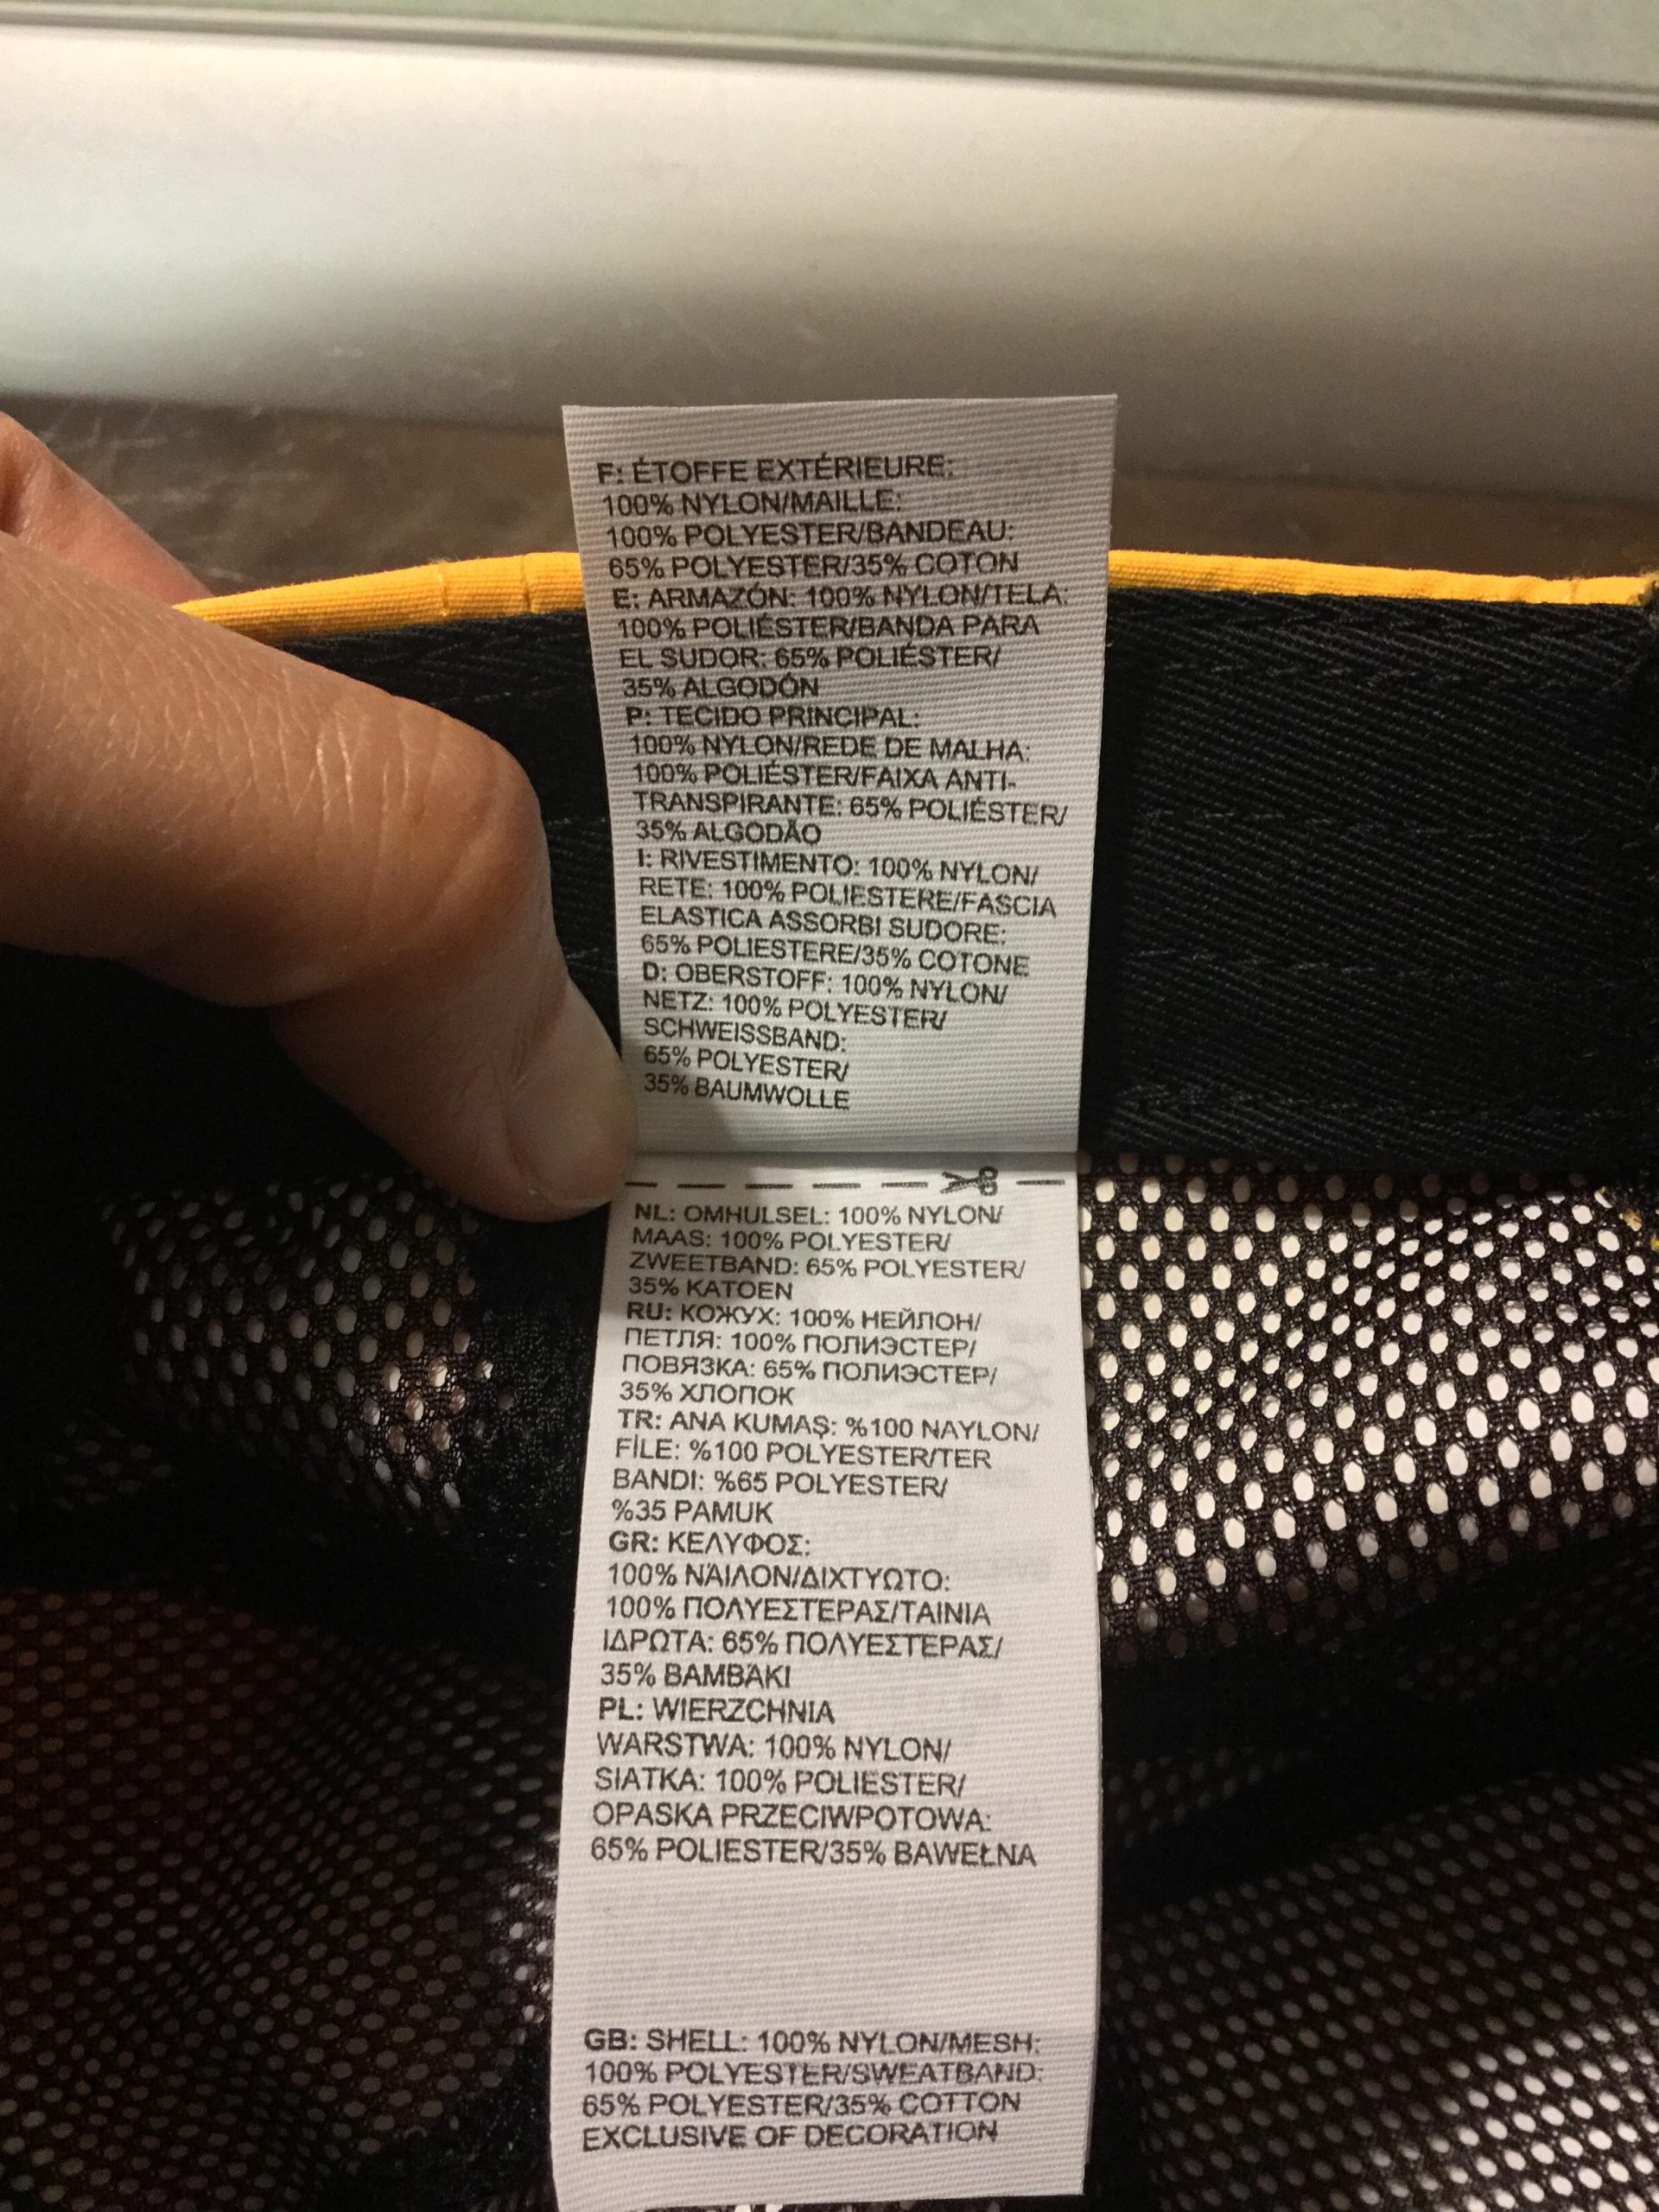 F: ÉTOFFE EXTÉRIEURE:
100% NYLON/MAILLE:
100% POLYESTER/BANDEAU:
65% POLYESTER/35% COTON
E: ARMAZÓN: 100% NYLON/TELA:
100% POLIÉSTER/BANDA PARA
EL SUDOR: 65% POLIÉSTER/
35% ALGODÓN
P: TECIDO PRINCIPAL:
100% NYLON/REDE DE MALHA:
100% POLIÉSTER/FAIXA ANTI-
TRANSPIRANTE: 65% POLIÉSTER/
35% ALGODÃO
I: RIVESTIMENTO: 100% NYLON/
RETE: 100% POLIESTERE/FASCIA
ELASTICA ASSORBI SUDORE:
65% POLIESTERE/35% COTONE
D: OBERSTOFF: 100% NYLON/
NETZ: 100% POLYESTER/
SCHWEISSBAND:
65% POLYESTER/
35% BAUMWOLLE
NL: OMHULSEL: 100% NYLON/
MAAS: 100% POLYESTER/
ZWEETBAND: 65% POLYESTER/
35% KATOEN
RU: КОЖУХ: 100% НЕЙЛОН/
ПЕТЛЯ: 100% ПОЛИЭСТЕР/
ПОВЯЗКА: 65% ПОЛИЭСТЕР/
35% ХЛОПОК
TR: ANA KUMAŞ: %100 NAYLON/
FİLE: %100 POLYESTER/TER
BANDI: %65 POLYESTER/
%35 PAMUK
GR: ΚΕΛΥΦΟΣ:
100% ΝΆΙΛΟΝ/ΔΙΧΤΥΩΤΟ:
100% ΠΟΛΥΕΣΤΈΡΑΣ/ΤΑΙΝΙΑ
ΙΔΡΩΤΑ: 65% ΠΟΛΥΕΣΤΈΡΑΣ/
35% ΒΑΜΒΆΚΙ
PL: WIERZCHNIA
WARSTWA: 100% NYLON/
SIATKA: 100% POLIESTER/
OPASKA PRZECIWPOTOWA:
65% POLIESTER/35% BAWEŁNA
GB: SHELL: 100% NYLON/MESH:
100% POLYESTER/SWEATBAND:
65% POLYESTER/35% COTTON
EXCLUSIVE OF DECORATION